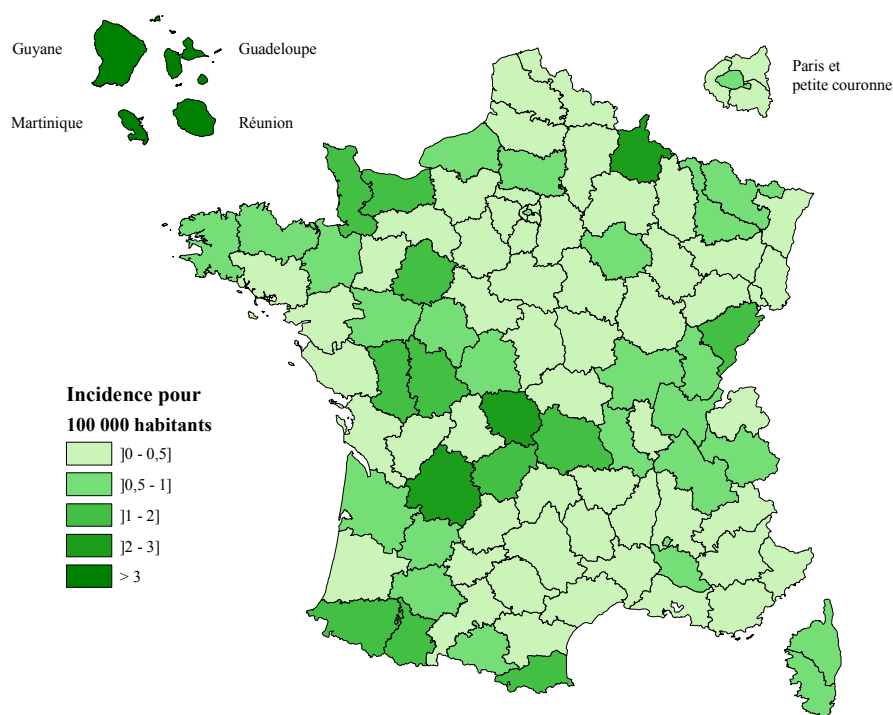 Guyane
Guadeloupe
Martinique
Réunion
Paris et
petite couronne
Incidence pour
100 000 habitants
]0 - 0,5]
]0,5 - 1]
]1 - 2]
]2 - 3]
> 3